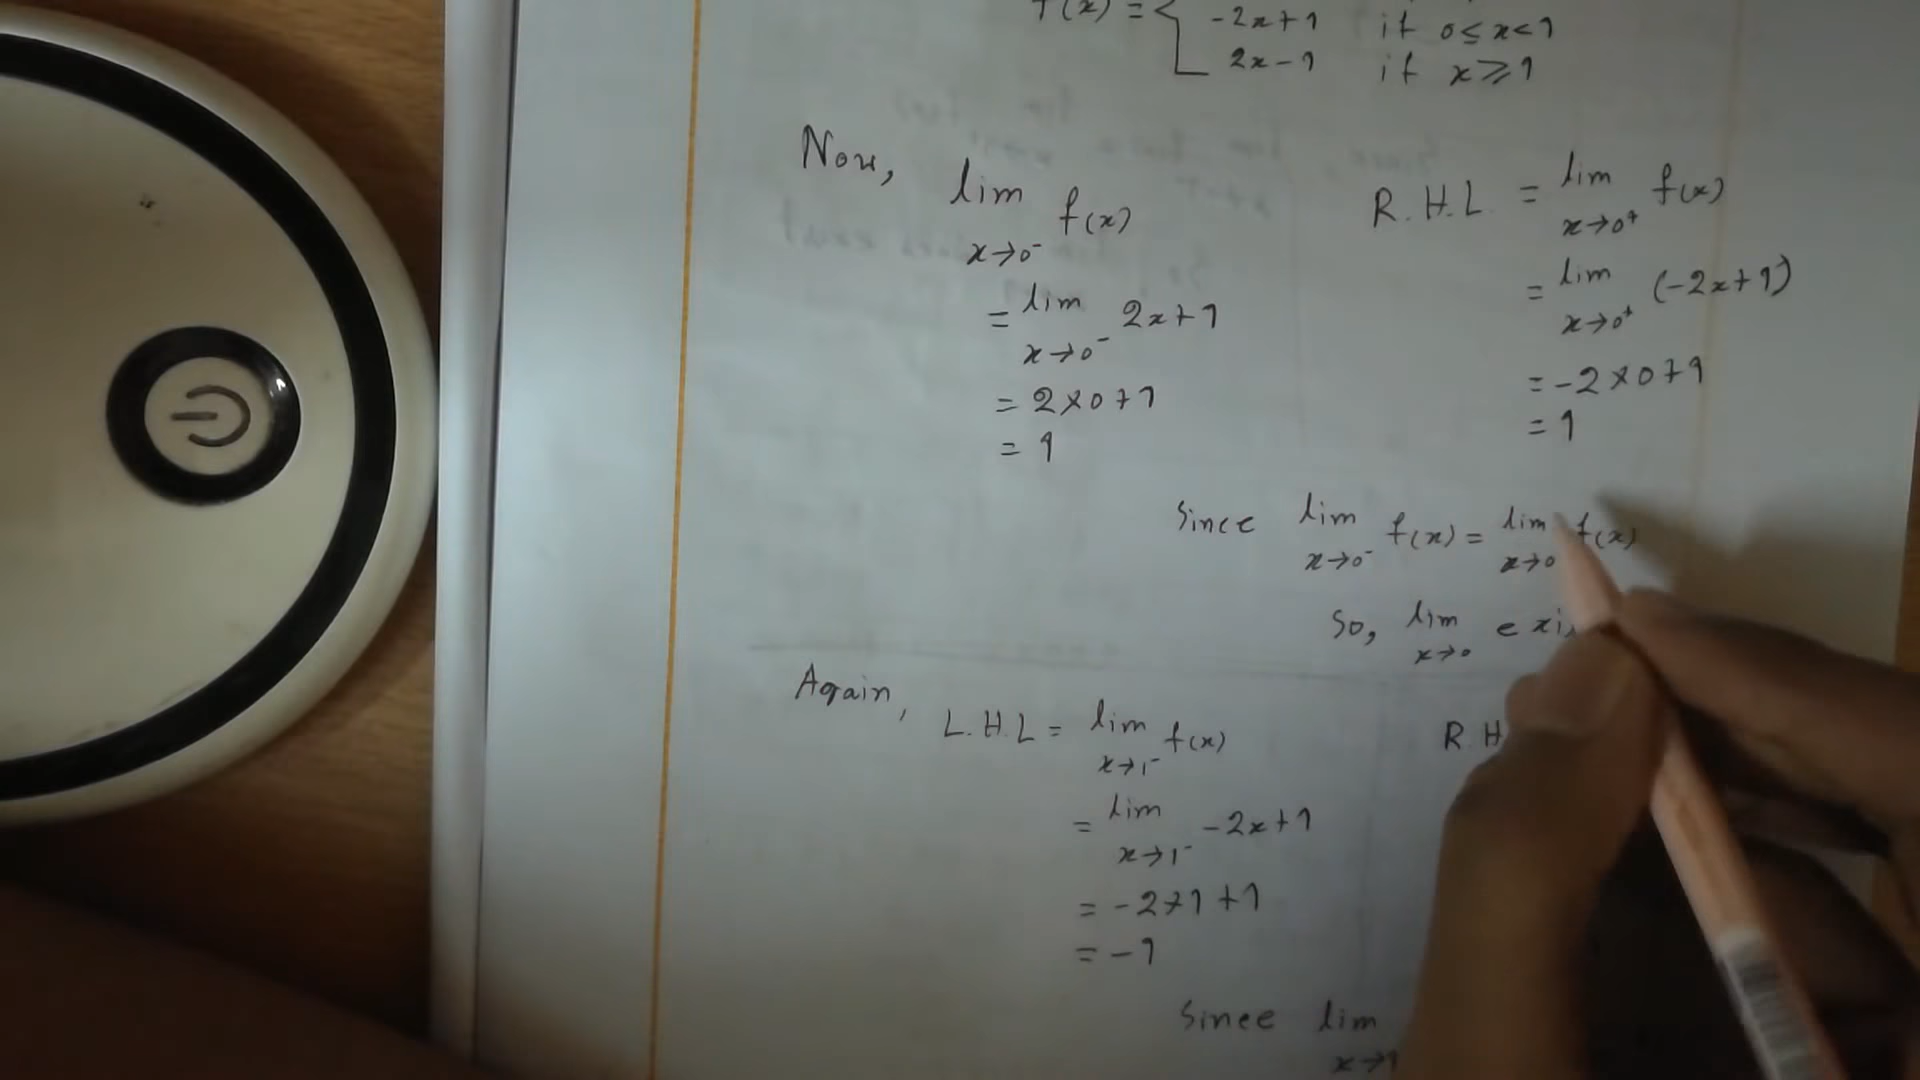 f(x) = { -2x+1 if 0≤x<1
2x-1 if x≥1
Now, lim f(x)
x→0⁻
= lim 2x+1
x→0⁻
= 2×0+1
= 1
R.H.L = lim f(x)
x→0⁺
= lim (-2x+1)
x→0⁺
= -2×0+1
= 1
Since lim f(x) = lim f(x)
x→0⁻ x→0
So, lim
x→0
Again, L.H.L = lim f(x)
x→1⁻
= lim -2x+1
x→1⁻
= -2×1+1
= -1
R.H
Since lim
x→1